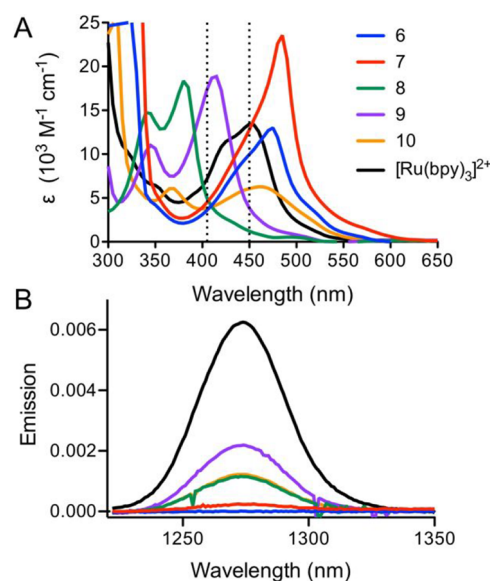 A
25
20
15
10
5
0
ε (10³ M⁻¹ cm⁻¹)
300 350 400 450 500 550 600 650
Wavelength (nm)
6
7
8
9
10
[Ru(bpy)₃]²⁺
B
0.006
0.004
0.002
0.000
Emission
1250 1300 1350
Wavelength (nm)